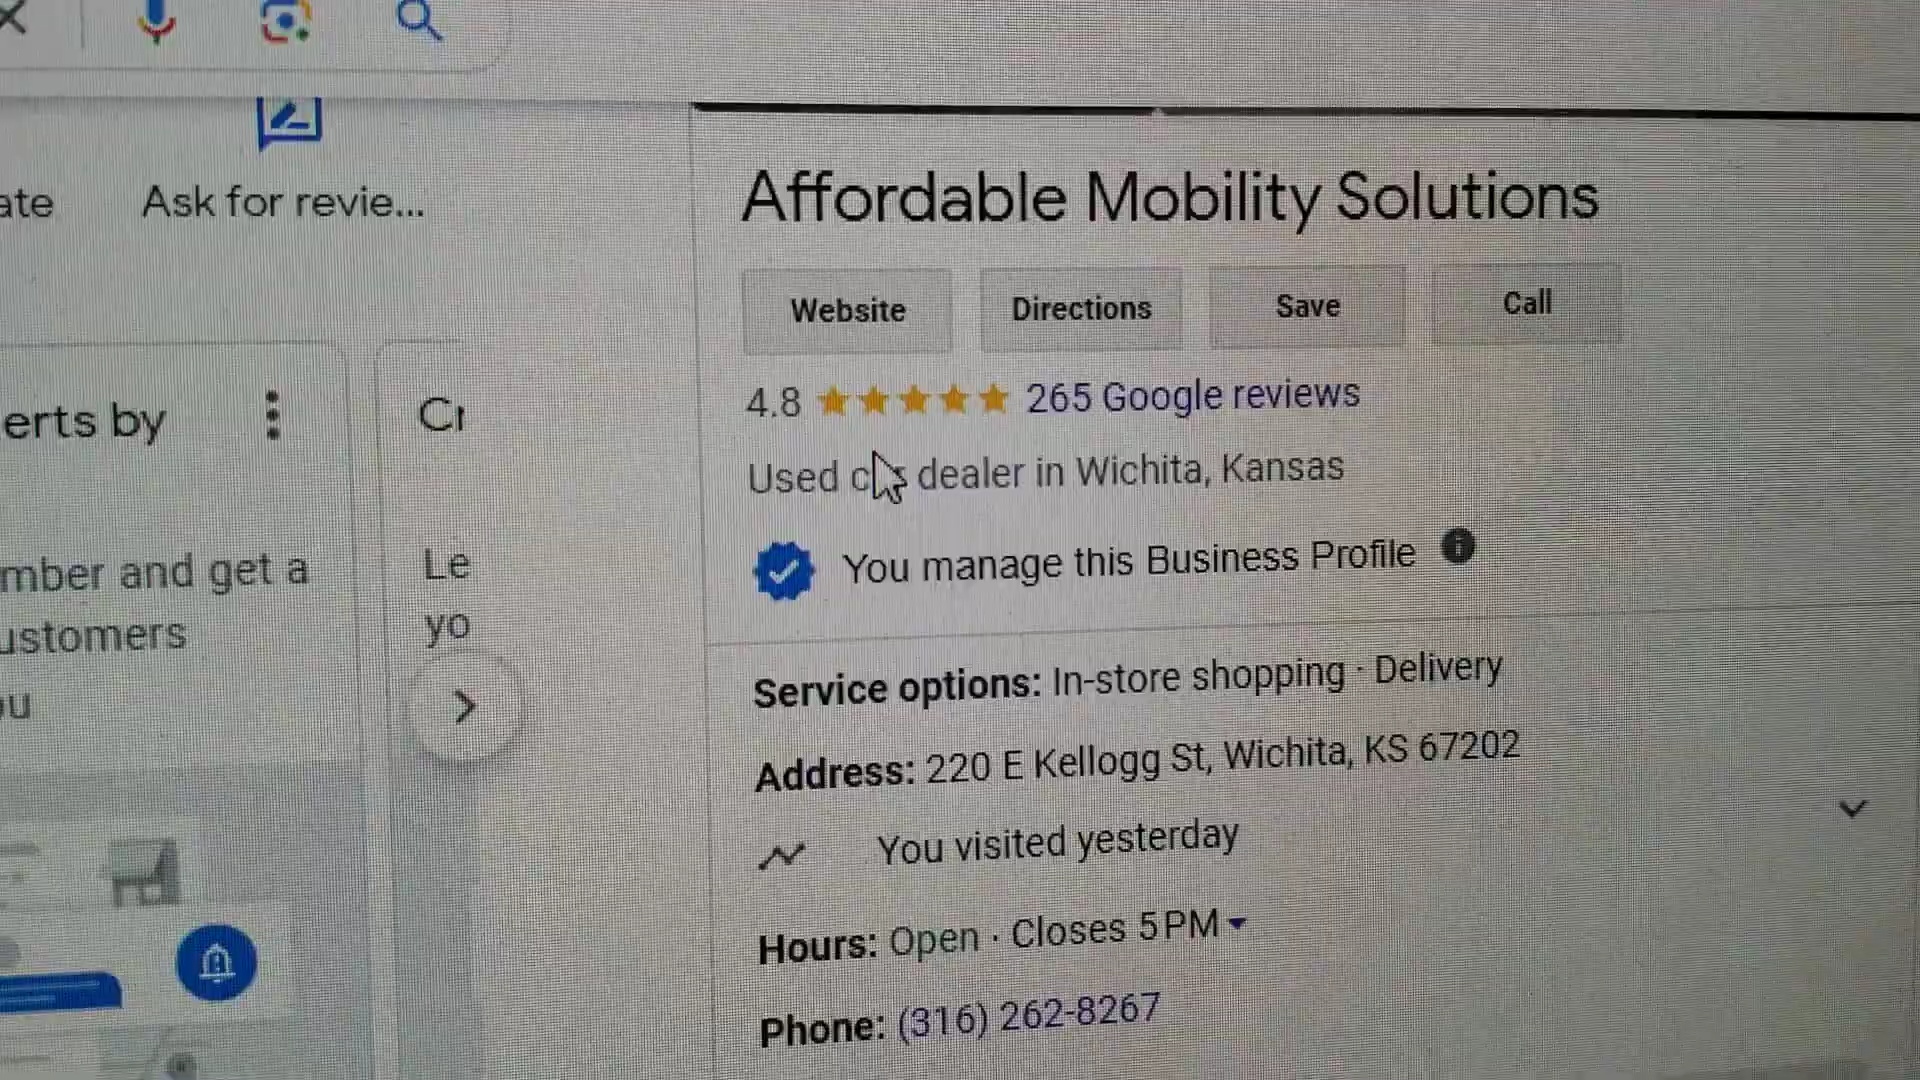 Affordable Mobility Solutions
Website Directions Save Call
4.8 265 Google reviews
Used car dealer in Wichita, Kansas
You manage this Business Profile
Service options: In-store shopping · Delivery
Address: 220 E Kellogg St, Wichita, KS 67202
You visited yesterday
Hours: Open · Closes 5 PM
Phone: (316) 262-8267
ate Ask for revie...
erts by
mber and get a
ustomers
ou
Cr
Le
yo